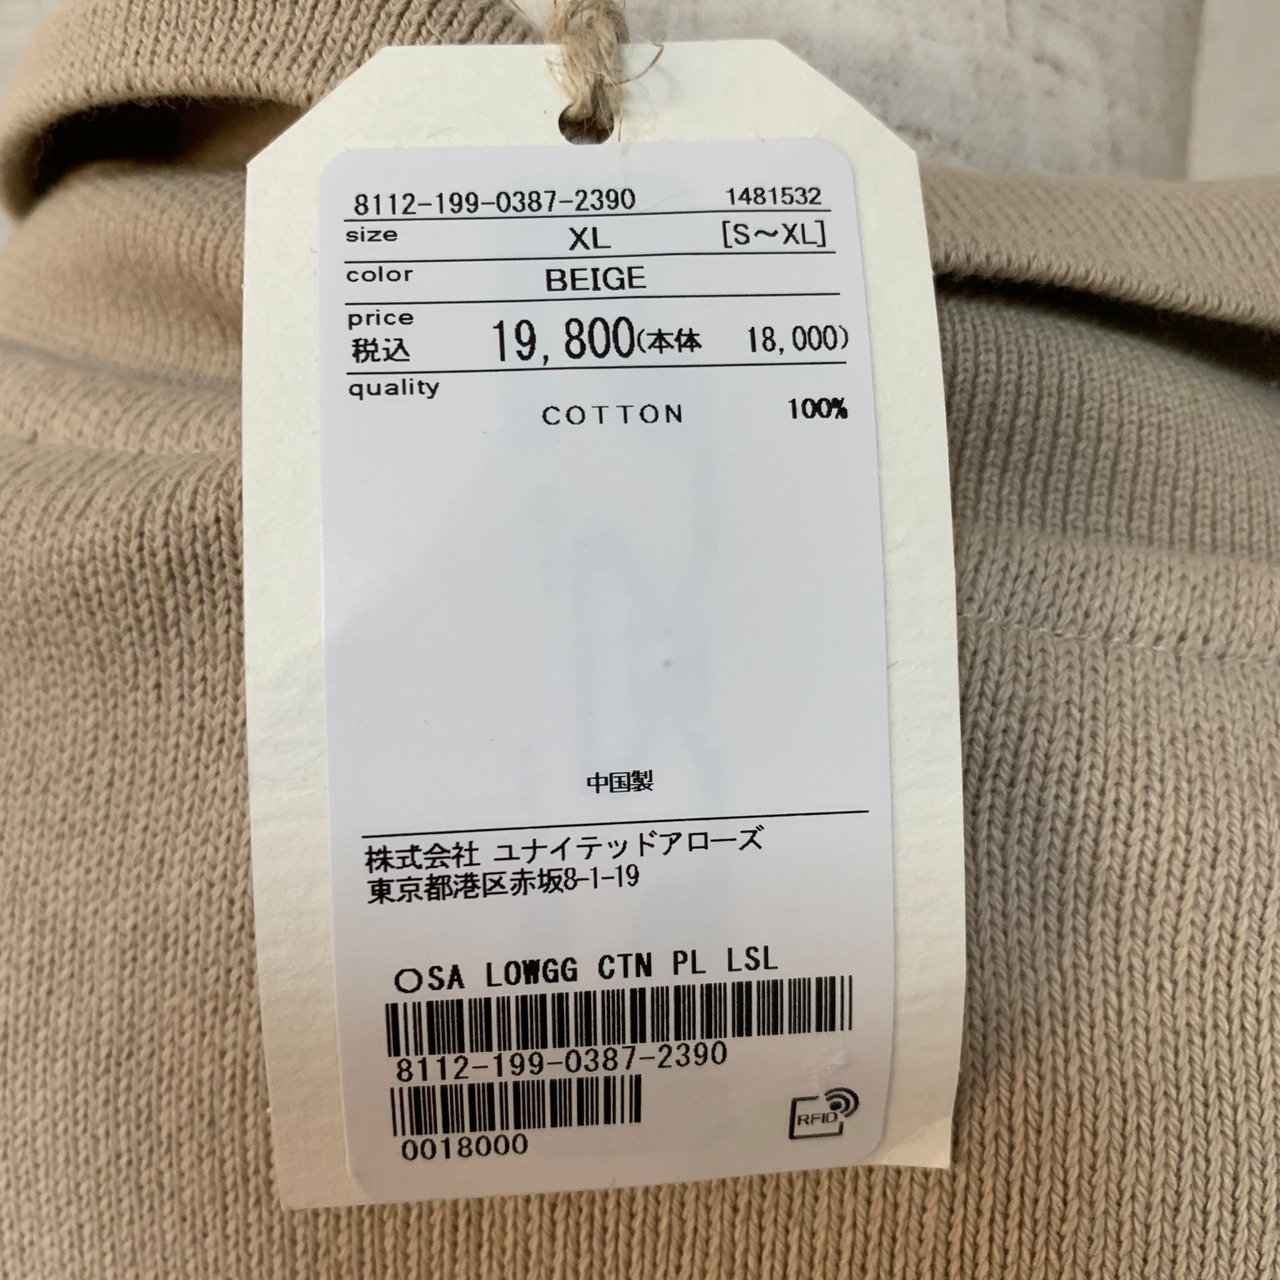 8112-199-0387-2390 1481532
size XL [S～XL]
color BEIGE
price
税込 19,800(本体 18,000)
quality
COTTON 100%
中国製
株式会社 ユナイテッドアローズ
東京都港区赤坂8-1-19
○SA LOWGG CTN PL LSL
8112-199-0387-2390
0018000
RFID